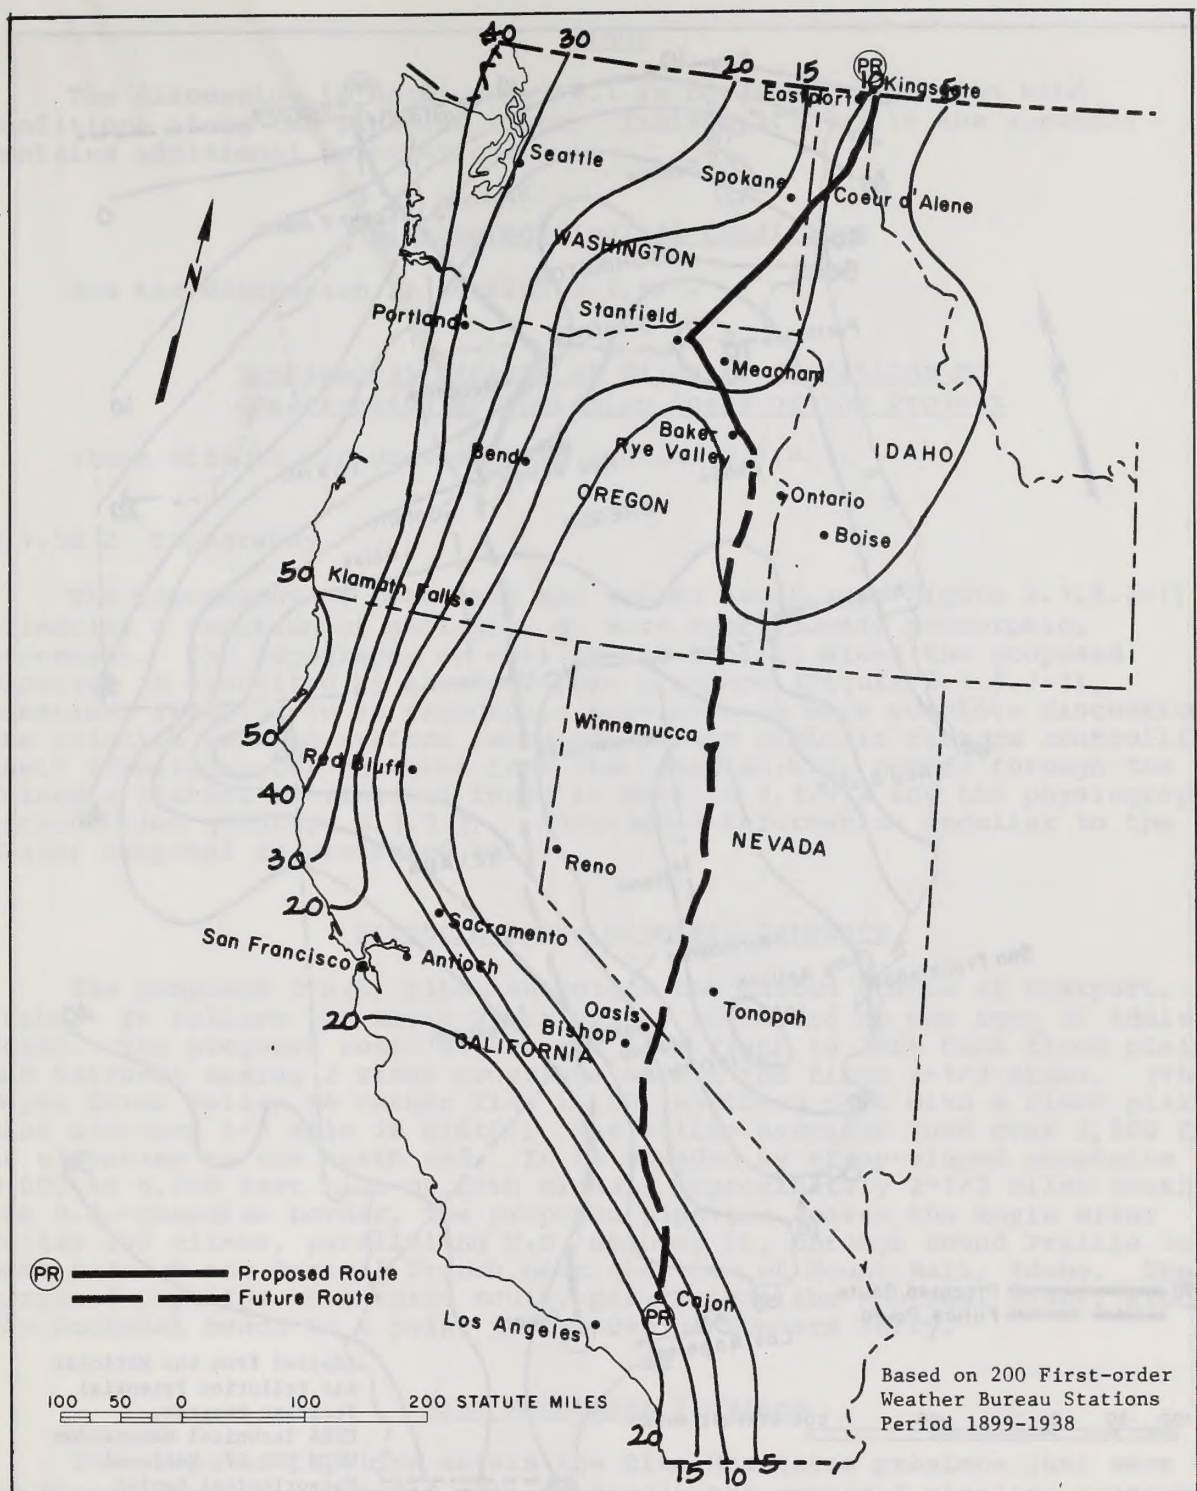 40
30
20
15
PR
10
Kingsgate
5
Eastport
Seattle
Spokane
Coeur d'Alene
N
WASHINGTON
Portland
Stanfield
Meacham
Baker
Rye Valley
IDAHO
Bend
OREGON
Ontario
Boise
50
Klamath Falls
50
Winnemucca
Red Bluff
40
NEVADA
30
Reno
20
Sacramento
San Francisco
Antioch
20
Oasis
Tonopah
Bishop
CALIFORNIA
PR Proposed Route
Future Route
Cajon
PR
Los Angeles
100 50 0 100 200 STATUTE MILES
Based on 200 First-order
Weather Bureau Stations
Period 1899-1938
20
15
10
5